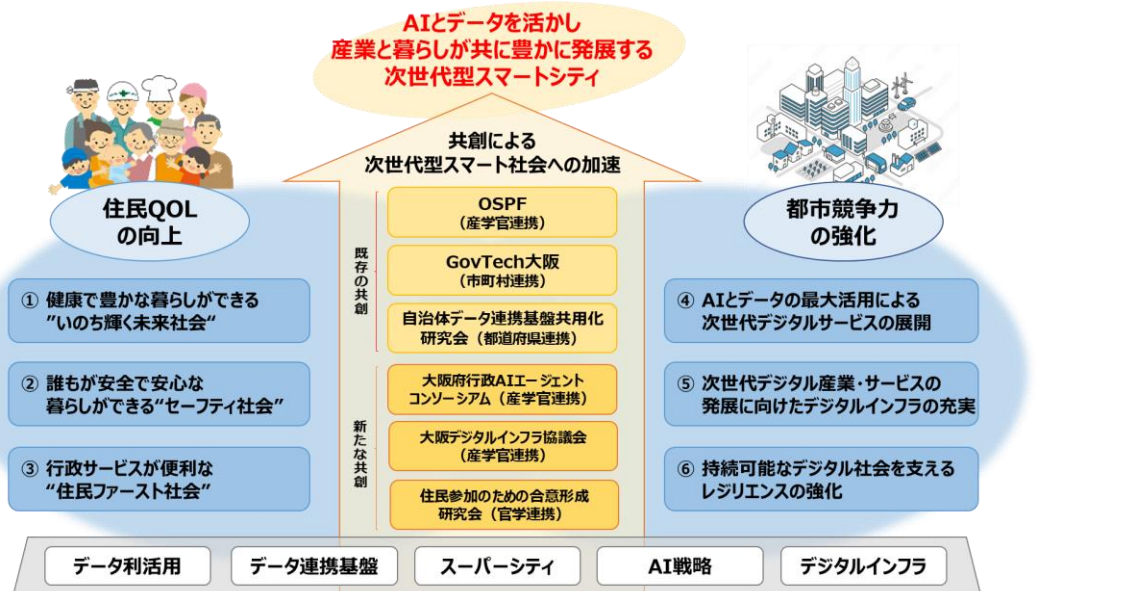 AIとデータを活かし
産業と暮らしが共に豊かに発展する
次世代型スマートシティ
共創による
次世代型スマート社会への加速
住民QOL
の向上
① 健康で豊かな暮らしができる
”いのち輝く未来社会“
② 誰もが安全で安心な
暮らしができる“セーフティ社会”
③ 行政サービスが便利な
“住民ファースト社会”
既存の共創
OSPF
（産学官連携）
GovTech大阪
（市町村連携）
自治体データ連携基盤共用化
研究会（都道府県連携）
新たな共創
大阪府行政AIエージェント
コンソーシアム（産学官連携）
大阪デジタルインフラ協議会
（産学官連携）
住民参加のための合意形成
研究会（官学連携）
都市競争力
の強化
④ AIとデータの最大活用による
次世代デジタルサービスの展開
⑤ 次世代デジタル産業・サービスの
発展に向けたデジタルインフラの充実
⑥ 持続可能なデジタル社会を支える
レジリエンスの強化
データ利活用
データ連携基盤
スーパーシティ
AI戦略
デジタルインフラ